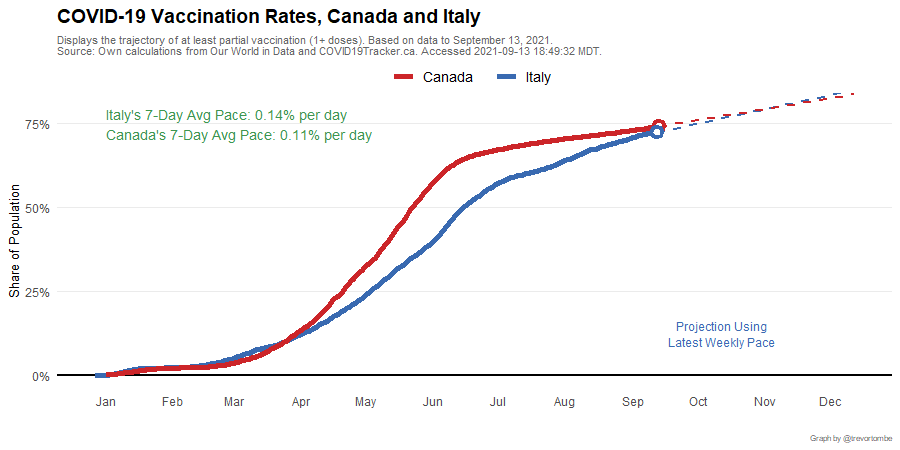 COVID-19 Vaccination Rates, Canada and Italy
Displays the trajectory of at least partial vaccination (1+ doses). Based on data to September 13, 2021.
Source: Own calculations from Our World in Data and COVID19Tracker.ca. Accessed 2021-09-13 18:49:32 MDT.
Canada Italy
Italy's 7-Day Avg Pace: 0.14% per day
Canada's 7-Day Avg Pace: 0.11% per day
75%
50%
25%
0%
Share of Population
Projection Using
Latest Weekly Pace
Jan Feb Mar Apr May Jun Jul Aug Sep Oct Nov Dec
Graph by @trevortombe